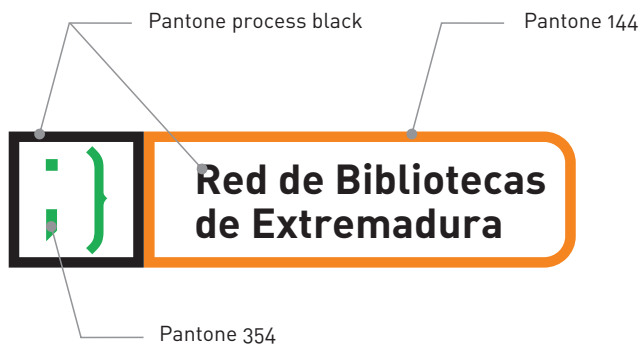 Pantone process black
Pantone 144
;}
Red de Bibliotecas
de Extremadura
Pantone 354